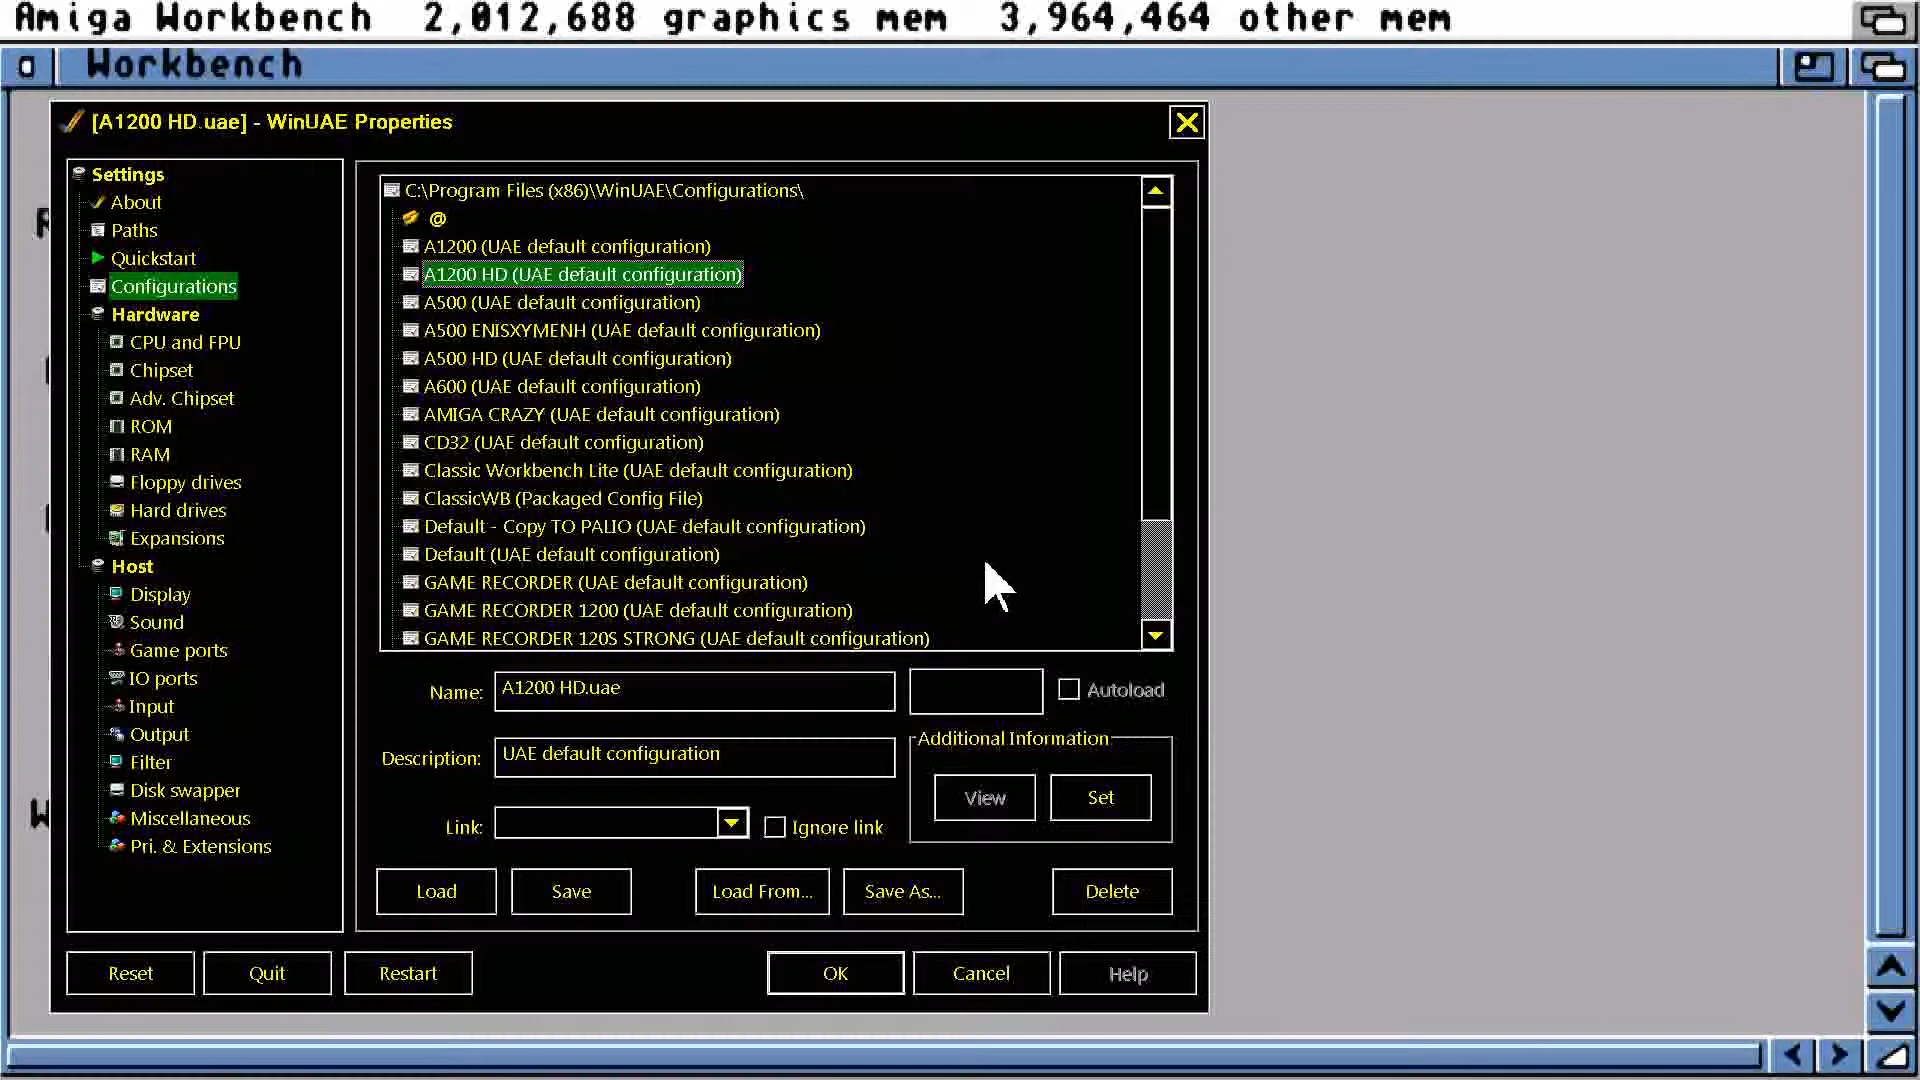 Amiga Workbench 2,012,688 graphics mem 3,964,464 other mem
Workbench
[A1200 HD.uae] - WinUAE Properties
Settings
About
Paths
Quickstart
Configurations
Hardware
CPU and FPU
Chipset
Adv. Chipset
ROM
RAM
Floppy drives
Hard drives
Expansions
Host
Display
Sound
Game ports
IO ports
Input
Output
Filter
Disk swapper
Miscellaneous
Pri. & Extensions
C:\Program Files (x86)\WinUAE\Configurations\
@
A1200 (UAE default configuration)
A1200 HD (UAE default configuration)
A500 (UAE default configuration)
A500 ENISXYMENH (UAE default configuration)
A500 HD (UAE default configuration)
A600 (UAE default configuration)
AMIGA CRAZY (UAE default configuration)
CD32 (UAE default configuration)
Classic Workbench Lite (UAE default configuration)
ClassicWB (Packaged Config File)
Default - Copy TO PALIO (UAE default configuration)
Default (UAE default configuration)
GAME RECORDER (UAE default configuration)
GAME RECORDER 1200 (UAE default configuration)
GAME RECORDER 120S STRONG (UAE default configuration)
Name: A1200 HD.uae
Autoload
Description: UAE default configuration
Additional Information
View Set
Link:
Ignore link
Load Save Load From... Save As... Delete
Reset Quit Restart OK Cancel Help